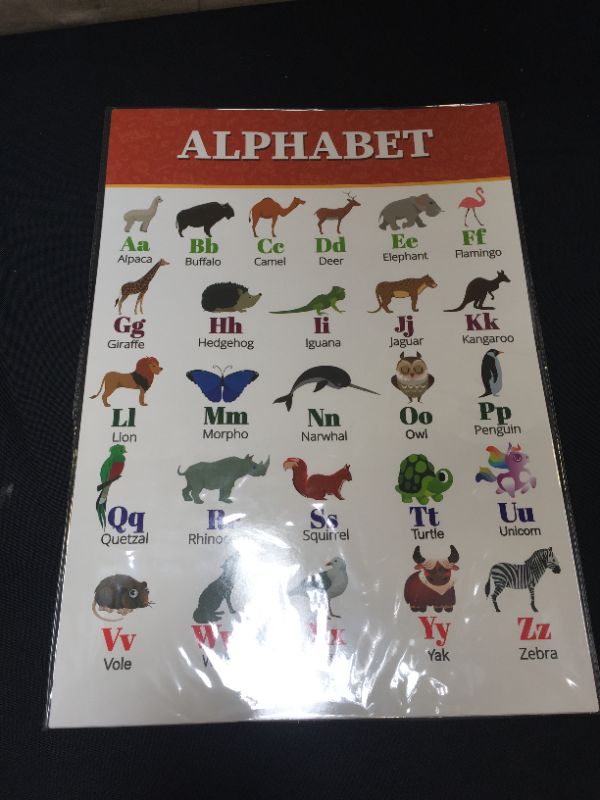 ALPHABET
Aa Bb Cc Dd Ee Ff
Alpaca Buffalo Camel Deer Elephant Flamingo
Gg Hh Ii Jj Kk
Giraffe Hedgehog Iguana Jaguar Kangaroo
Ll Mm Nn Oo Pp
Lion Morpho Narwhal Owl Penguin
Qq Ss Tt Uu
Quetzal Squirrel Turtle Unicorn
Vv Yy Zz
Vole Yak Zebra